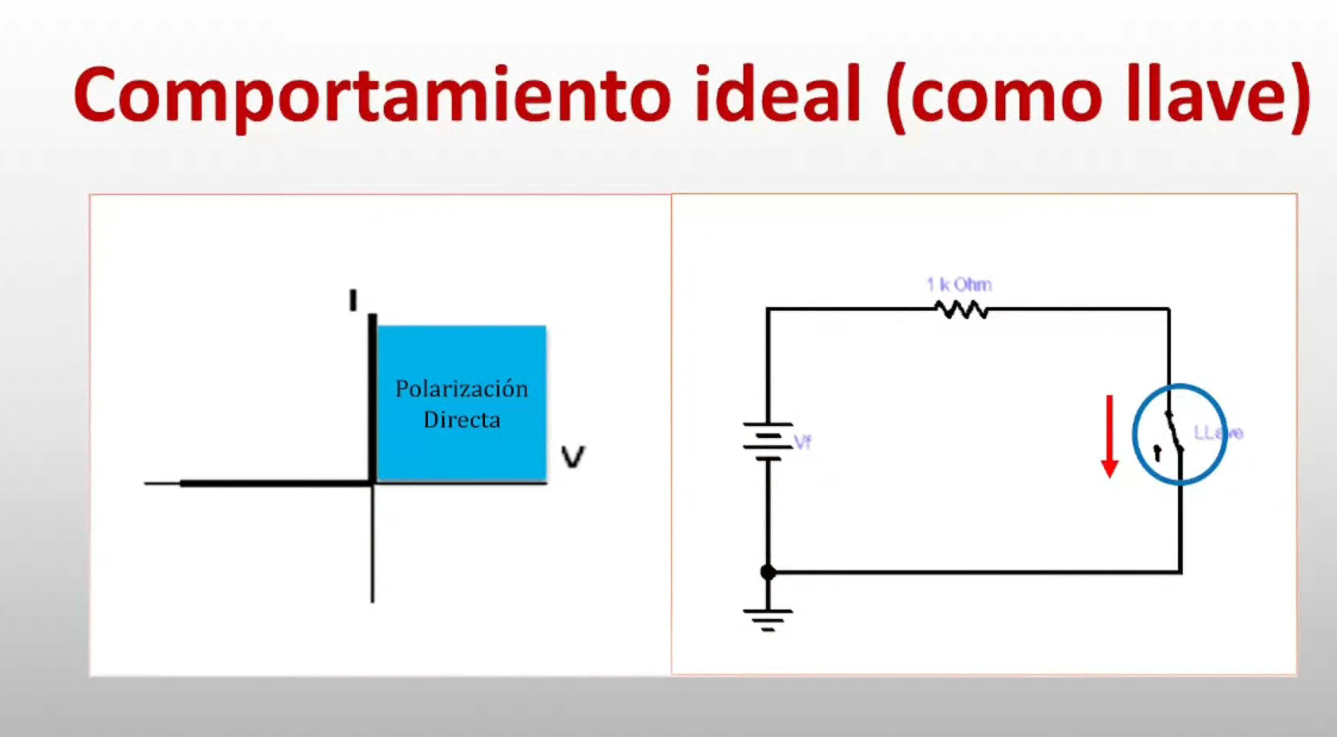 Comportamiento ideal (como llave)
I
Polarización
Directa
V
1 k Ohm
Vf
LLave